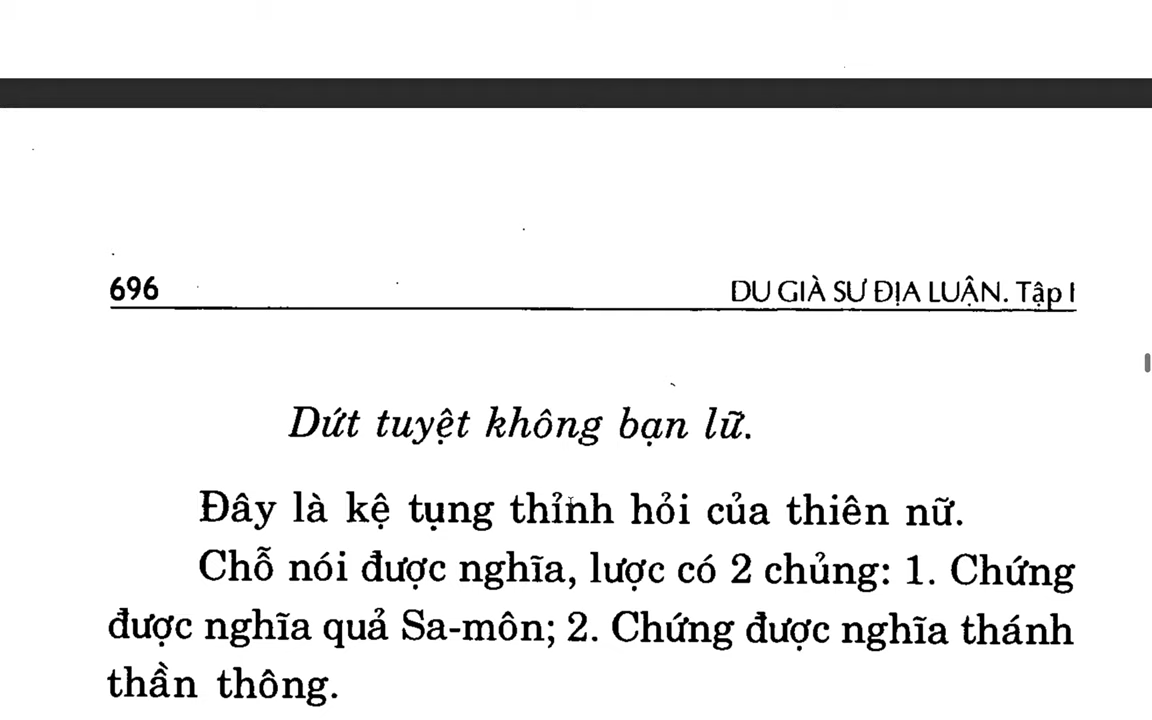 696 DU GIÀ SƯ ĐỊA LUẬN. Tập I
Dứt tuyệt không bạn lữ.
Đây là kệ tụng thỉnh hỏi của thiên nữ.
Chỗ nói được nghĩa, lược có 2 chủng: 1. Chứng
được nghĩa quả Sa-môn; 2. Chứng được nghĩa thánh
thần thông.